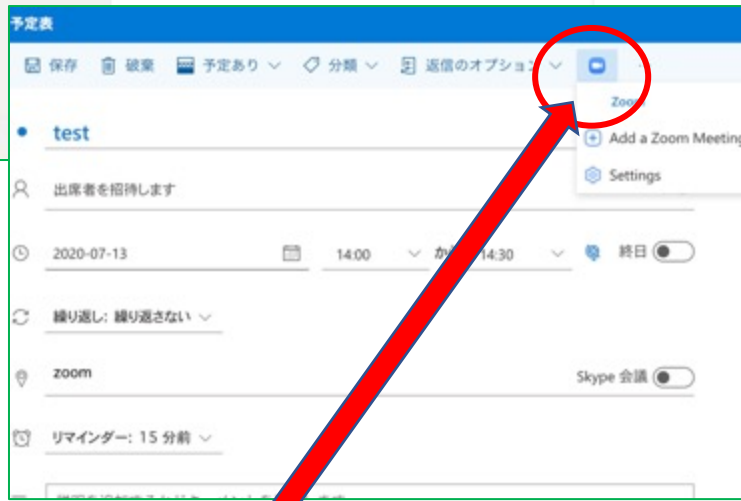 予定表
保存 破棄 予定あり 分類 返信のオプション
Zoom
test
Add a Zoom Meeting
Settings
出席者を招待します
2020-07-13 14:00 から 14:30 終日
繰り返し: 繰り返さない
zoom Skype 会議
リマインダー: 15 分前